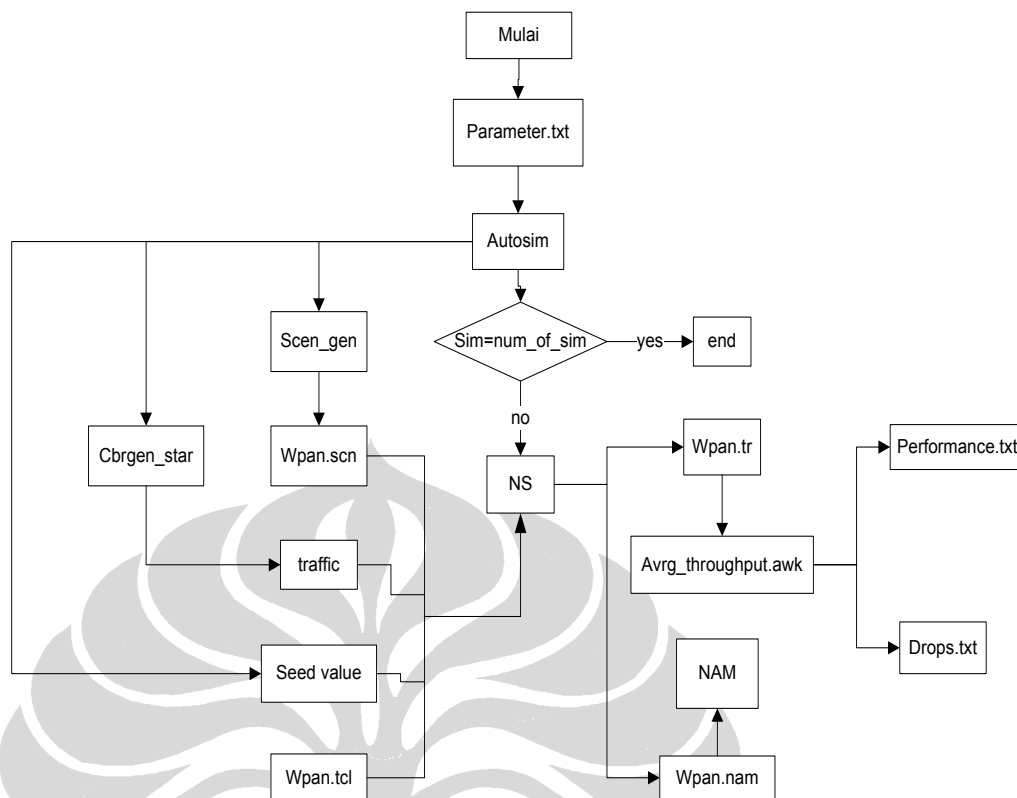 Mulai
Parameter.txt
Autosim
Scen_gen
Sim=num_of_sim
yes
end
no
Cbrgen_star
Wpan.scn
NS
Wpan.tr
Performance.txt
traffic
Avrg_throughput.awk
Seed value
NAM
Drops.txt
Wpan.tcl
Wpan.nam